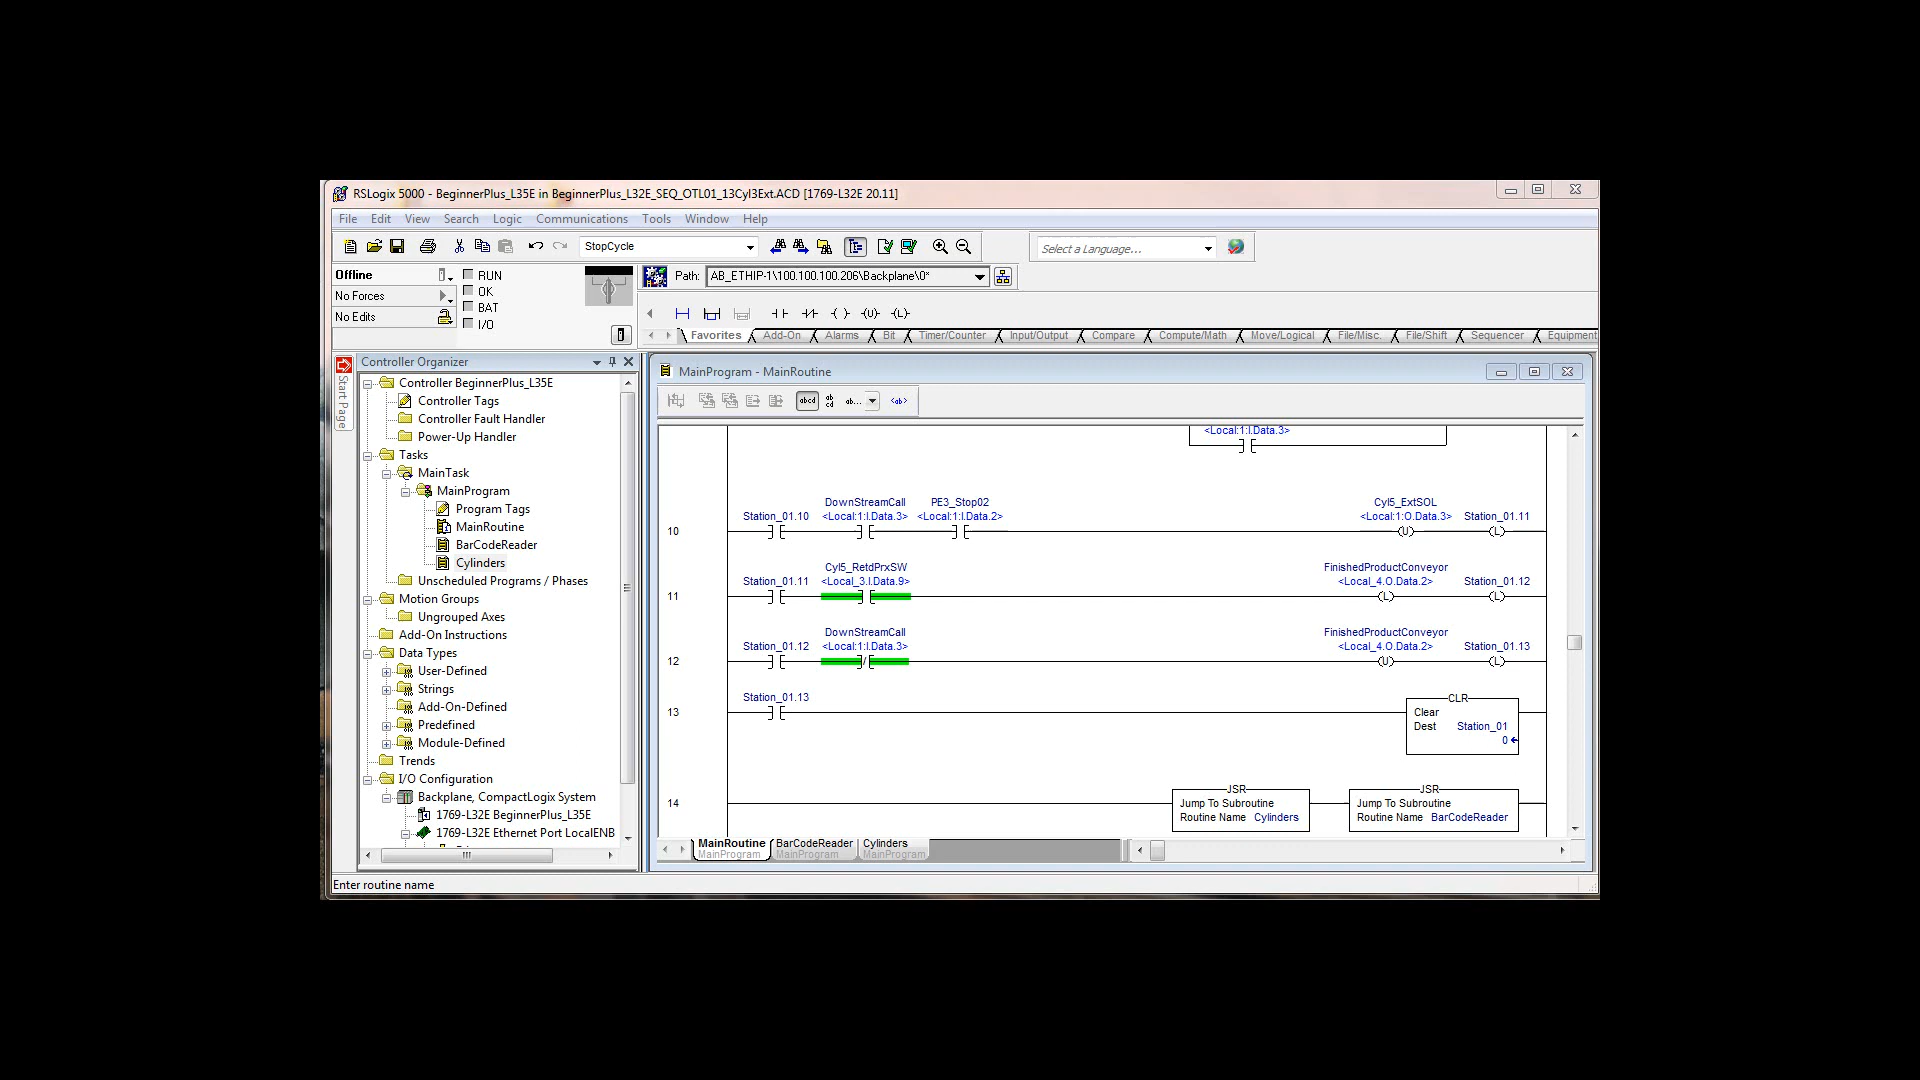 RSLogix 5000 - BeginnerPlus_L35E in BeginnerPlus_L32E_SEQ_OTL01_13Cyl3Ext.ACD [1769-L32E 20.11]
File Edit View Search Logic Communications Tools Window Help
StopCycle
Select a Language...
Offline
RUN
No Forces
OK
No Edits
BAT
I/O
Path: AB_ETHIP-1\100.100.100.206\Backplane\0*
Favorites Add-On Alarms Bit Timer/Counter Input/Output Compare Compute/Math Move/Logical File/Misc. File/Shift Sequencer Equipment
Start Page
Controller Organizer
Controller BeginnerPlus_L35E
Controller Tags
Controller Fault Handler
Power-Up Handler
Tasks
MainTask
MainProgram
Program Tags
MainRoutine
BarCodeReader
Cylinders
Unscheduled Programs / Phases
Motion Groups
Ungrouped Axes
Add-On Instructions
Data Types
User-Defined
Strings
Add-On-Defined
Predefined
Module-Defined
Trends
I/O Configuration
Backplane, CompactLogix System
1769-L32E BeginnerPlus_L35E
1769-L32E Ethernet Port LocalENB
MainProgram - MainRoutine
abcd ab cd ab... <ab>
<Local:1:I.Data.3>
DownStreamCall PE3_Stop02 Cyl5_ExtSOL
Station_01.10 <Local:1:I.Data.3> <Local:1:I.Data.2> <Local:1:O.Data.3> Station_01.11
10 U L
Cyl5_RetdPrxSW FinishedProductConveyor
Station_01.11 <Local_3.I.Data.9> <Local_4.O.Data.2> Station_01.12
11 L L
DownStreamCall FinishedProductConveyor
Station_01.12 <Local:1:I.Data.3> <Local_4.O.Data.2> Station_01.13
12 U L
Station_01.13 CLR
13 Clear
Dest Station_01
0
JSR JSR
14 Jump To Subroutine Jump To Subroutine
Routine Name Cylinders Routine Name BarCodeReader
MainRoutine BarCodeReader Cylinders
MainProgram MainProgram MainProgram
Enter routine name